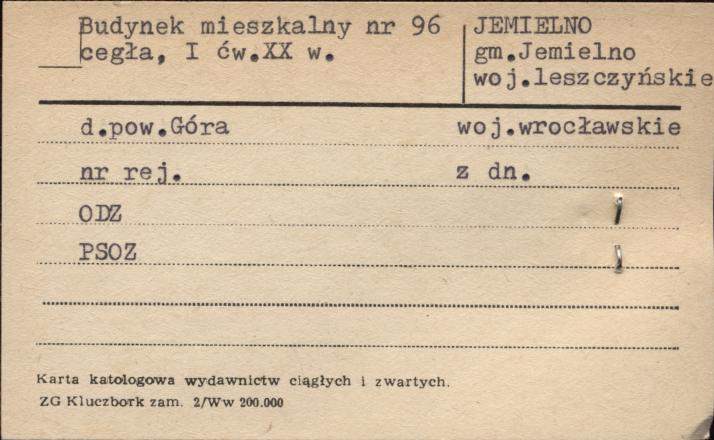 Budynek mieszkalny nr 96
cegła, I ćw.XX w.
JEMIELNO
gm.Jemielno
woj.leszczyńskie
d.pow.Góra woj.wrocławskie
nr rej. z dn.
ODZ
PSOZ
Karta katologowa wydawnictw ciągłych i zwartych.
ZG Kluczbork zam. 2/Ww 200.000